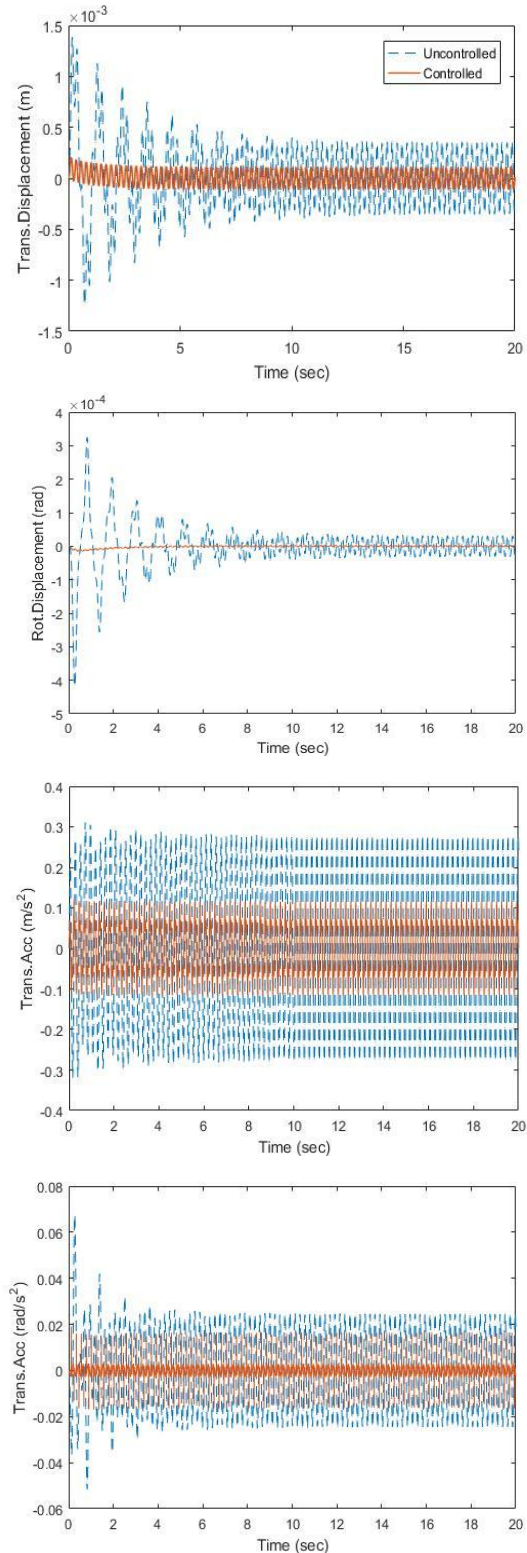 ×10⁻³
1.5
Uncontrolled
Controlled
1
0.5
0
-0.5
-1
-1.5
Trans.Displacement (m)
0 5 10 15 20
Time (sec)
×10⁻⁴
4
3
2
1
0
-1
-2
-3
-4
-5
Rot.Displacement (rad)
0 2 4 6 8 10 12 14 16 18 20
Time (sec)
0.4
0.3
0.2
0.1
0
-0.1
-0.2
-0.3
-0.4
Trans.Acc (m/s²)
0 2 4 6 8 10 12 14 16 18 20
Time (sec)
0.08
0.06
0.04
0.02
0
-0.02
-0.04
-0.06
Trans.Acc (rad/s²)
0 2 4 6 8 10 12 14 16 18 20
Time (sec)